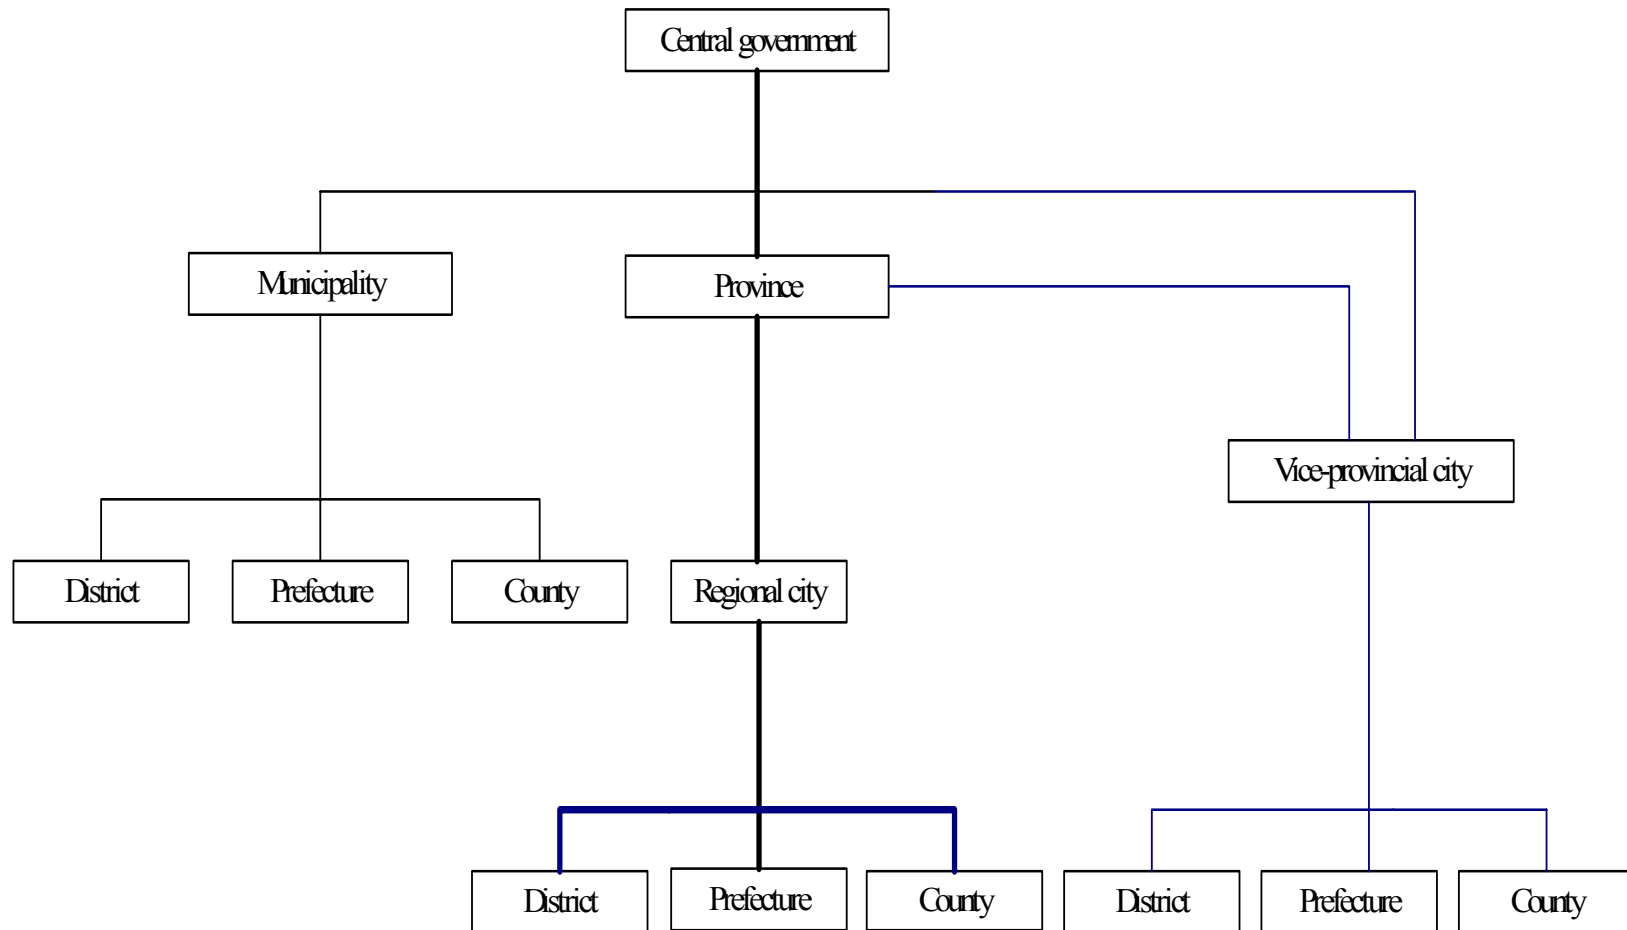 Central government
Municipality
Province
Vice-provincial city
District
Prefecture
County
Regional city
District
Prefecture
County
District
Prefecture
County